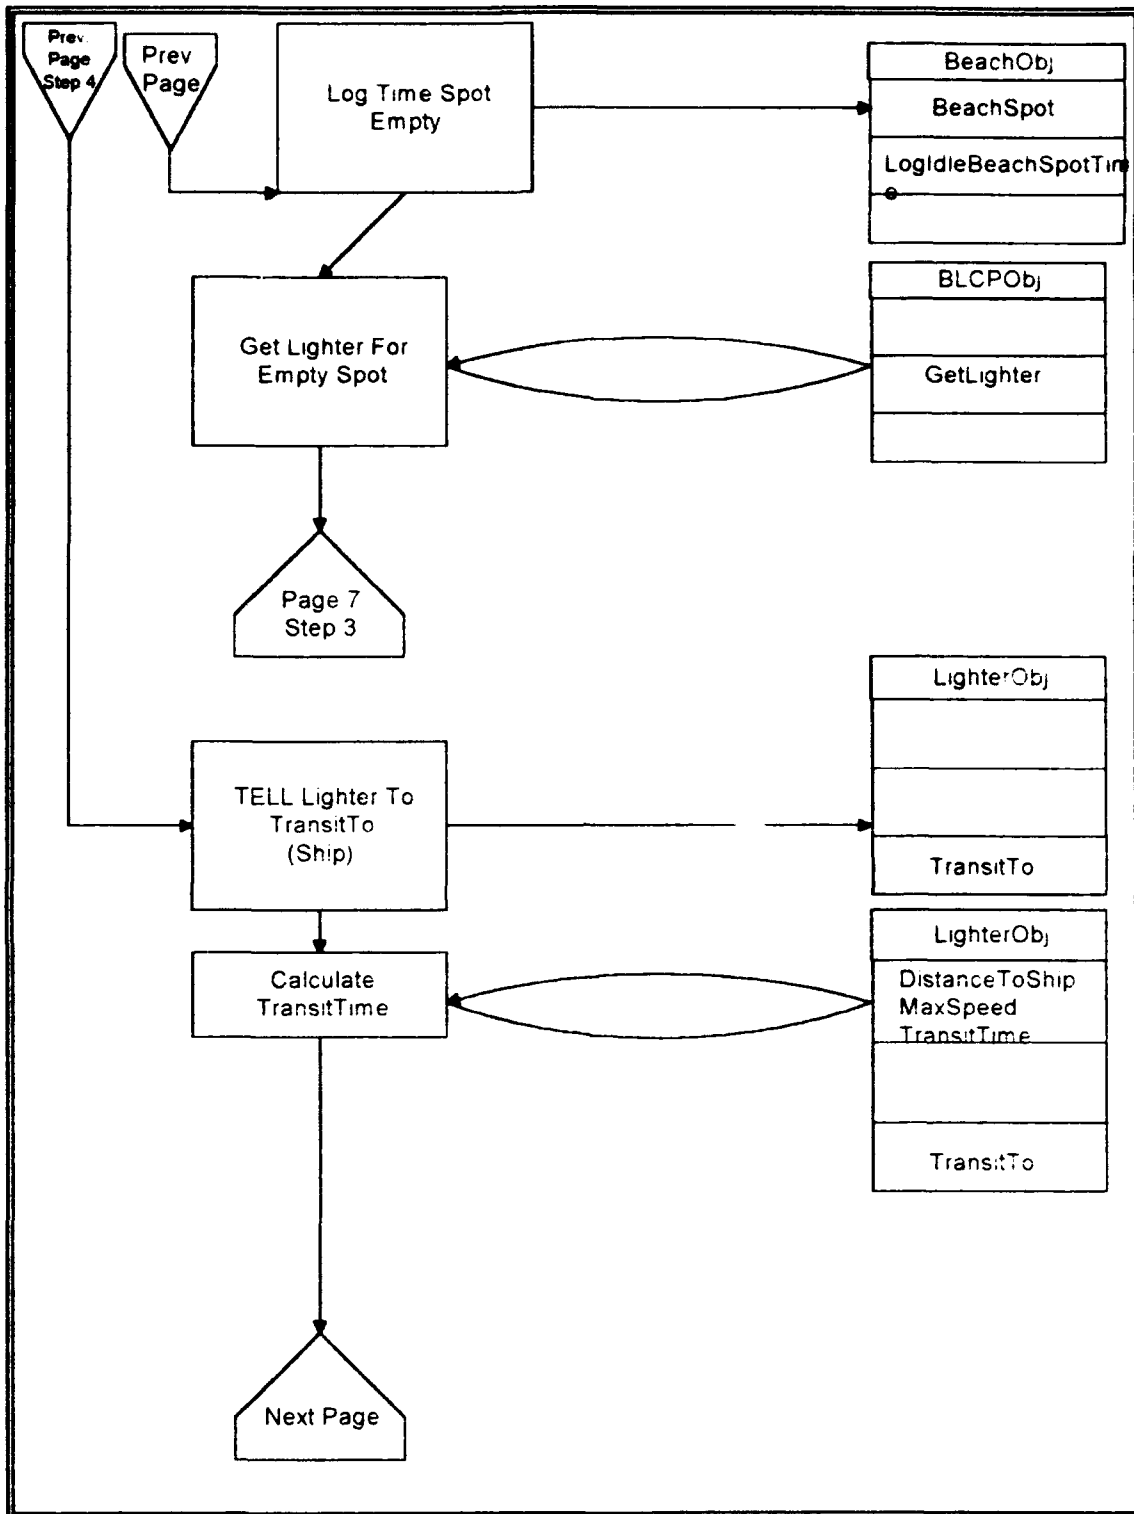 Prev.
Page
Step 4
Prev
Page
Log Time Spot
Empty
BeachObj
BeachSpot
LogIdleBeachSpotTim
e
Get Lighter For
Empty Spot
BLCPObj
GetLighter
Page 7
Step 3
LighterObj
TELL Lighter To
TransitTo
(Ship)
TransitTo
LighterObj
Calculate
TransitTime
DistanceToShip
MaxSpeed
TransitTime
TransitTo
Next Page